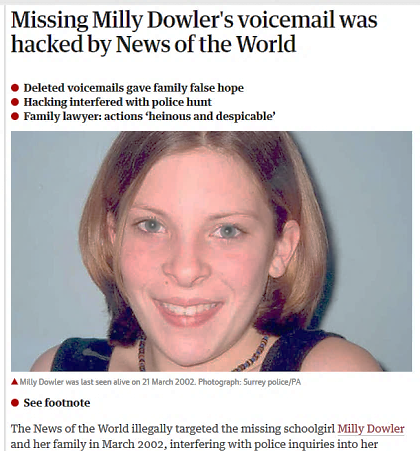 Missing Milly Dowler's voicemail was
hacked by News of the World
Deleted voicemails gave family false hope
Hacking interfered with police hunt
Family lawyer: actions ‘heinous and despicable’
Milly Dowler was last seen alive on 21 March 2002. Photograph: Surrey police/PA
See footnote
The News of the World illegally targeted the missing schoolgirl Milly Dowler
and her family in March 2002, interfering with police inquiries into her